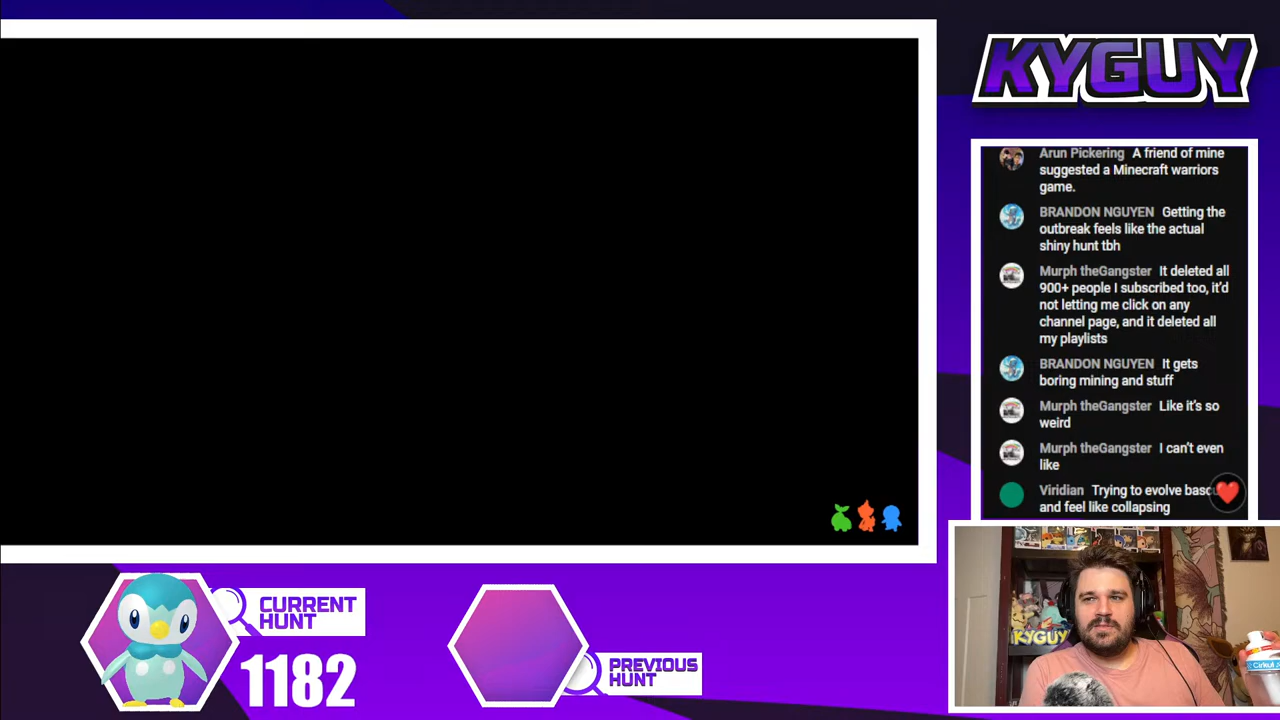 KYGUY
Arun Pickering A friend of mine
suggested a Minecraft warriors
game.
BRANDON NGUYEN Getting the
outbreak feels like the actual
shiny hunt tbh
Murph theGangster It deleted all
900+ people I subscribed too, it'd
not letting me click on any
channel page, and it deleted all
my playlists
BRANDON NGUYEN It gets
boring mining and stuff
Murph theGangster Like it's so
weird
Murph theGangster I can't even
like
Viridian Trying to evolve
and feel like collapsing
CURRENT
HUNT
1182
PREVIOUS
HUNT
KYGUY
Cirkul